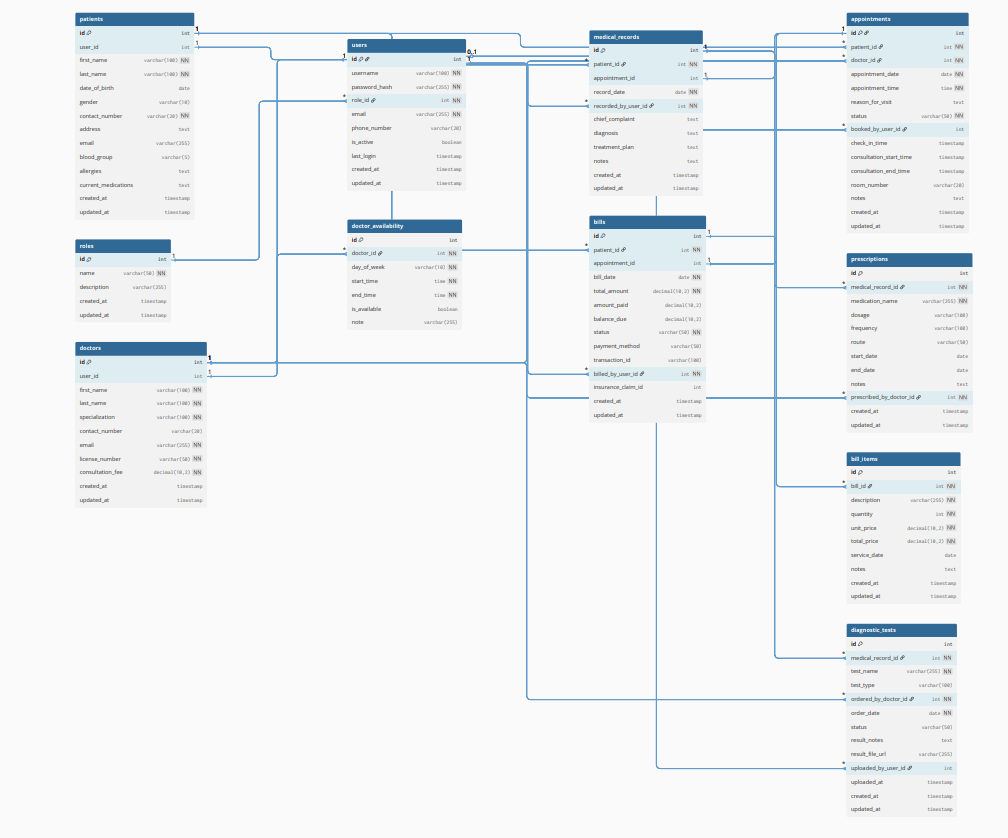 patients
id int
user_id int
first_name varchar(100) NN
last_name varchar(100) NN
date_of_birth date
gender varchar(10)
contact_number varchar(20) NN
address text
email varchar(255)
blood_group varchar(5)
allergies text
current_medications text
created_at timestamp
updated_at timestamp
1
1
roles
id int
name varchar(50) NN
description varchar(255)
created_at timestamp
updated_at timestamp
1
doctors
id int
user_id int
first_name varchar(100) NN
last_name varchar(100) NN
specialization varchar(100) NN
contact_number varchar(20)
email varchar(255) NN
license_number varchar(50) NN
consultation_fee decimal(10,2) NN
created_at timestamp
updated_at timestamp
1
1
users
id int
username varchar(100) NN
password_hash varchar(255) NN
role_id int NN
email varchar(255) NN
phone_number varchar(20)
is_active boolean
last_login timestamp
created_at timestamp
updated_at timestamp
1
*
0..1
1
doctor_availability
id int
doctor_id int NN
day_of_week varchar(10) NN
start_time time NN
end_time time NN
is_available boolean
note varchar(255)
*
medical_records
id int
patient_id int NN
appointment_id int
record_date date NN
recorded_by_user_id int NN
chief_complaint text
diagnosis text
treatment_plan text
notes text
created_at timestamp
updated_at timestamp
*
*
1
1
bills
id int
patient_id int NN
appointment_id int
bill_date date NN
total_amount decimal(10,2) NN
amount_paid decimal(10,2)
balance_due decimal(10,2)
status varchar(50) NN
payment_method varchar(50)
transaction_id varchar(100)
billed_by_user_id int NN
insurance_claim_id int
created_at timestamp
updated_at timestamp
*
*
1
1
appointments
id int
patient_id int NN
doctor_id int NN
appointment_date date NN
appointment_time time NN
reason_for_visit text
status varchar(50) NN
booked_by_user_id int
check_in_time timestamp
consultation_start_time timestamp
consultation_end_time timestamp
room_number varchar(20)
notes text
created_at timestamp
updated_at timestamp
1
*
*
*
prescriptions
id int
medical_record_id int NN
medication_name varchar(255) NN
dosage varchar(100)
frequency varchar(100)
route varchar(50)
start_date date
end_date date
notes text
prescribed_by_doctor_id int NN
created_at timestamp
updated_at timestamp
*
*
bill_items
id int
bill_id int NN
description varchar(255) NN
quantity int NN
unit_price decimal(10,2) NN
total_price decimal(10,2) NN
service_date date
notes text
created_at timestamp
updated_at timestamp
*
diagnostic_tests
id int
medical_record_id int NN
test_name varchar(255) NN
test_type varchar(100)
ordered_by_doctor_id int NN
order_date date NN
status varchar(50)
result_notes text
result_file_url varchar(255)
uploaded_by_user_id int
uploaded_at timestamp
created_at timestamp
updated_at timestamp
*
*
*